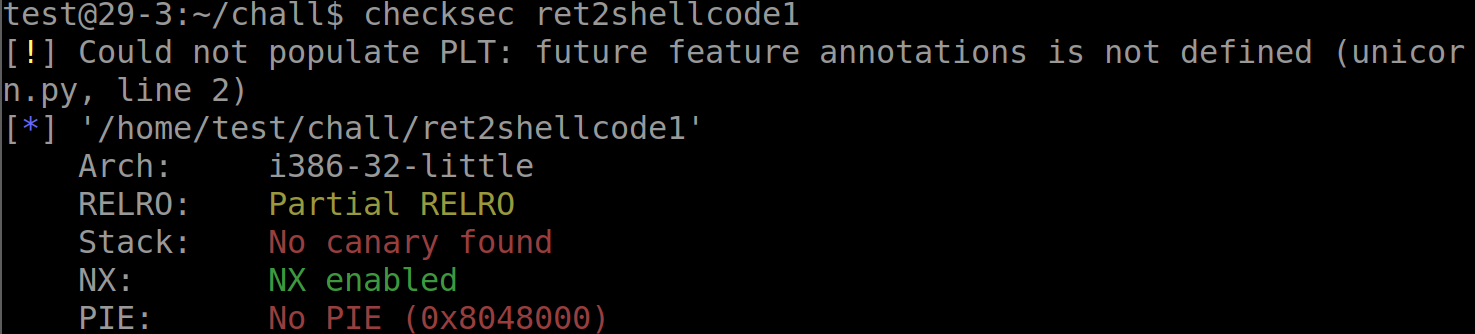 test@29-3:~/chall$ checksec ret2shellcode1
[!] Could not populate PLT: future feature annotations is not defined (unicor
n.py, line 2)
[*] '/home/test/chall/ret2shellcode1'
    Arch:     i386-32-little
    RELRO:    Partial RELRO
    Stack:    No canary found
    NX:       NX enabled
    PIE:      No PIE (0x8048000)